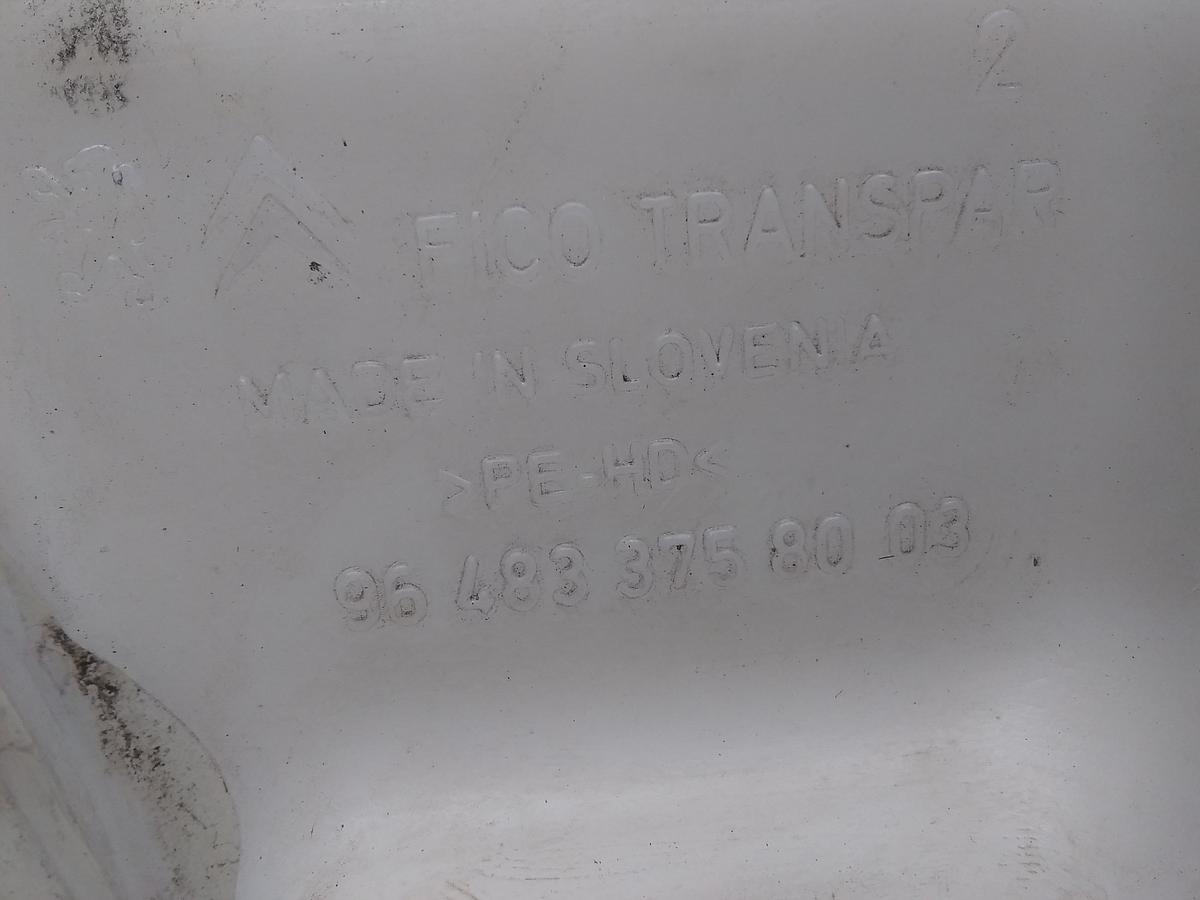 2
FICO TRANSPAR
MADE IN SLOVENIA
>PE-HD<
96 483 375 80 03